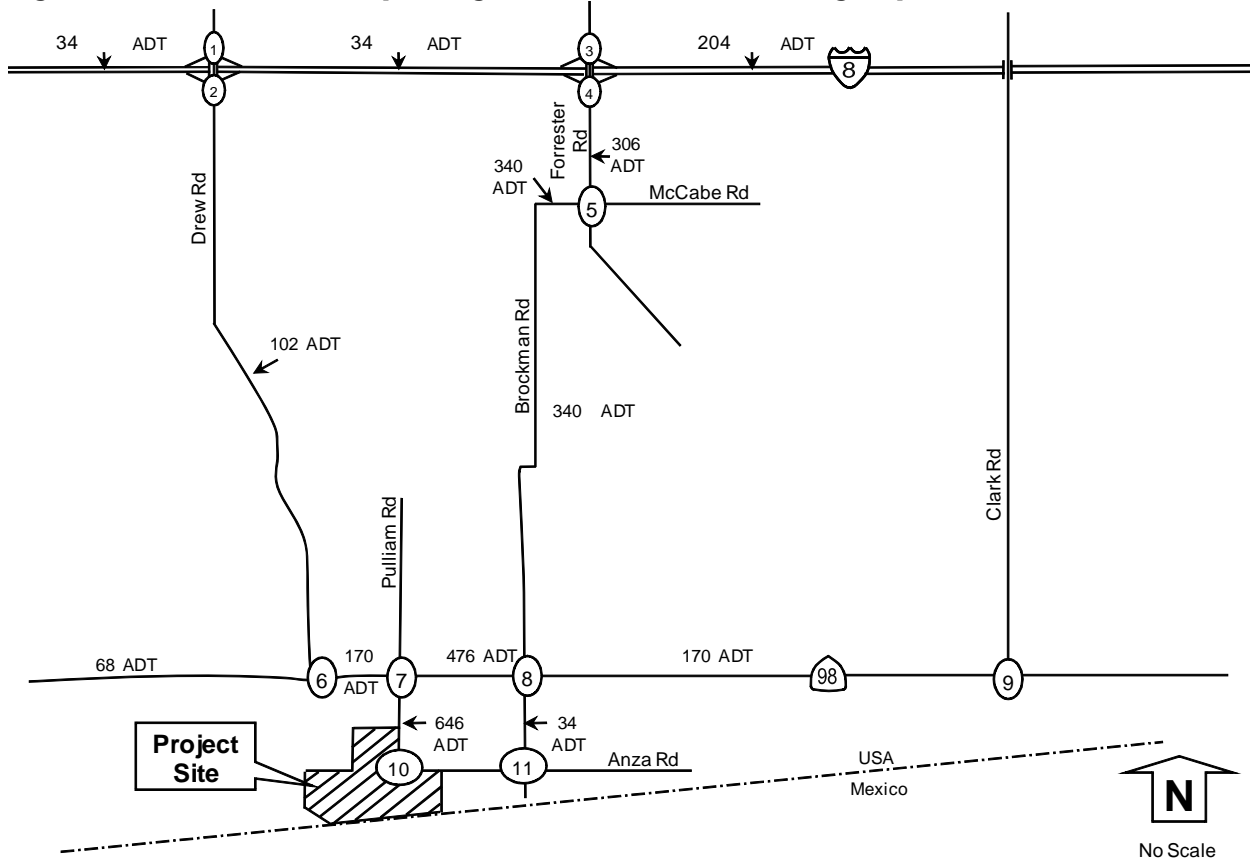 34 ADT
34 ADT
204 ADT
8
1
2
3
4
Forrester
Rd
306
ADT
340
ADT
McCabe Rd
5
Drew Rd
102 ADT
Brockman Rd
340 ADT
Clark Rd
Pulliam Rd
68 ADT
170
ADT
476 ADT
170 ADT
6
7
8
98
9
646
ADT
34
ADT
Project
Site
10
11
Anza Rd
USA
Mexico
N
No Scale